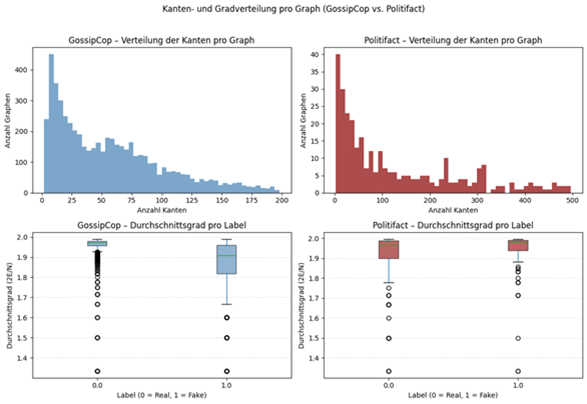 Kanten- und Gradverteilung pro Graph (GossipCop vs. Politifact)
GossipCop – Verteilung der Kanten pro Graph
Anzahl Graphen
400
300
200
100
0
0 25 50 75 100 125 150 175 200
Anzahl Kanten
Politifact – Verteilung der Kanten pro Graph
Anzahl Graphen
40
35
30
25
20
15
10
5
0
0 100 200 300 400 500
Anzahl Kanten
GossipCop – Durchschnittsgrad pro Label
Durchschnittsgrad (2E/N)
2.0
1.9
1.8
1.7
1.6
1.5
1.4
0.0 1.0
Label (0 = Real, 1 = Fake)
Politifact – Durchschnittsgrad pro Label
Durchschnittsgrad (2E/N)
2.0
1.9
1.8
1.7
1.6
1.5
1.4
0.0 1.0
Label (0 = Real, 1 = Fake)